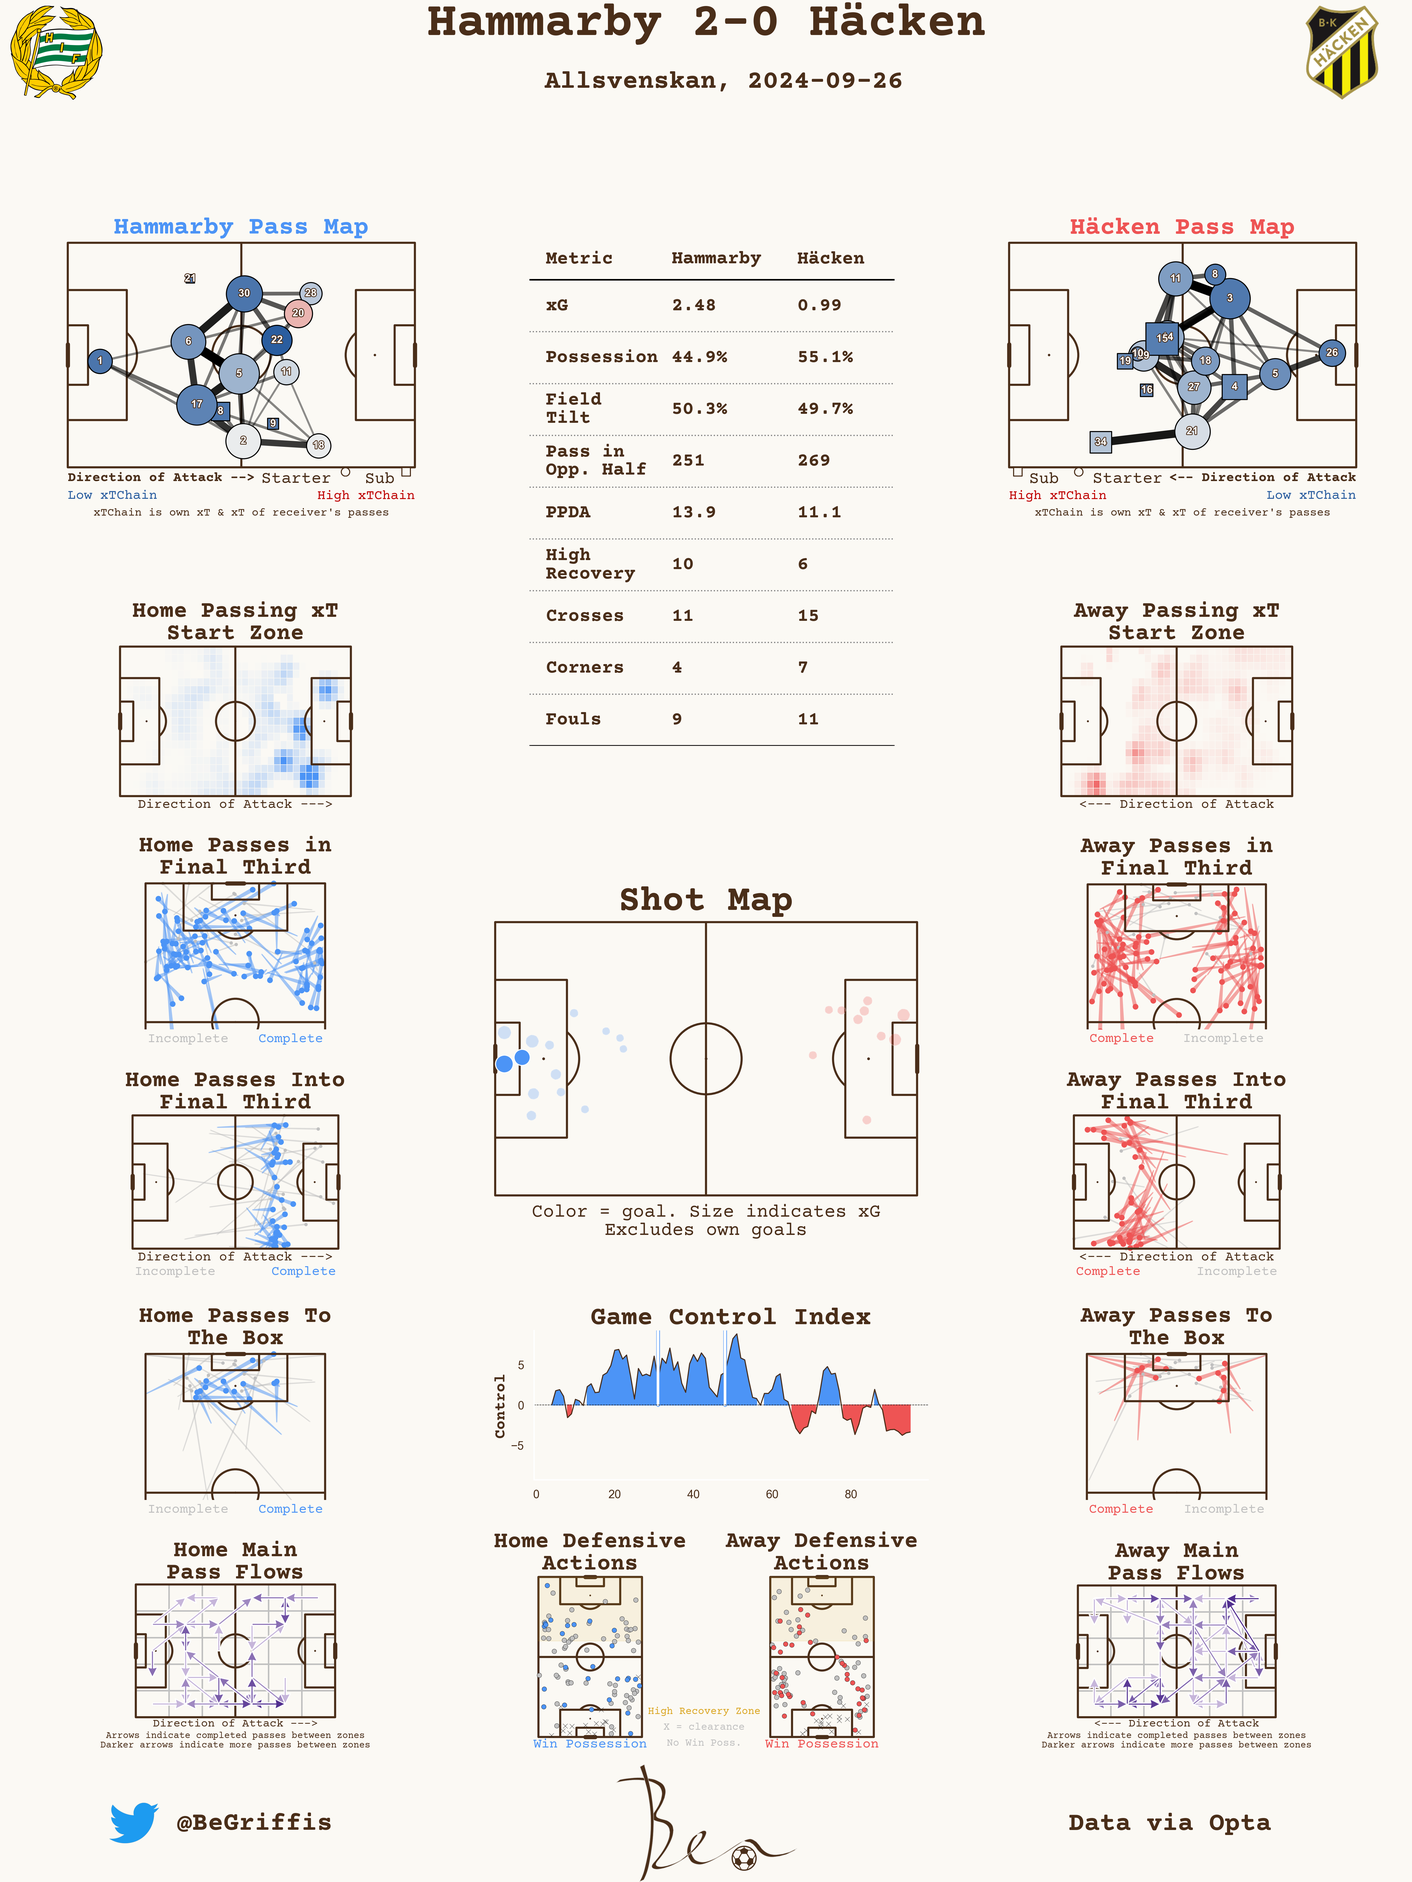 Hammarby 2-0 Häcken
Allsvenskan, 2024-09-26
HIF
B·K
HÄCKEN
Hammarby Pass Map
21
30
28
20
6
22
1
5
11
17
8
9
2
18
Direction of Attack --> Starter Sub
Low xTChain High xTChain
xTChain is own xT & xT of receiver's passes
Metric Hammarby Häcken
xG 2.48 0.99
Possession 44.9% 55.1%
Field
Tilt 50.3% 49.7%
Pass in
Opp. Half 251 269
PPDA 13.9 11.1
High
Recovery 10 6
Crosses 11 15
Corners 4 7
Fouls 9 11
Häcken Pass Map
11
8
3
15
10
19
18
26
5
16
27
4
21
34
Sub Starter <-- Direction of Attack
High xTChain Low xTChain
xTChain is own xT & xT of receiver's passes
Home Passing xT
Start Zone
Direction of Attack --->
Away Passing xT
Start Zone
<--- Direction of Attack
Home Passes in
Final Third
Incomplete Complete
Away Passes in
Final Third
Complete Incomplete
Shot Map
Color = goal. Size indicates xG
Excludes own goals
Home Passes Into
Final Third
Direction of Attack --->
Incomplete Complete
Away Passes Into
Final Third
<--- Direction of Attack
Complete Incomplete
Home Passes To
The Box
Incomplete Complete
Game Control Index
Control
5
0
−5
0 20 40 60 80
Away Passes To
The Box
Complete Incomplete
Home Main
Pass Flows
Direction of Attack --->
Arrows indicate completed passes between zones
Darker arrows indicate more passes between zones
Home Defensive
Actions
Win Possession
Away Defensive
Actions
Win Possession
High Recovery Zone
X = clearance
No Win Poss.
Away Main
Pass Flows
<--- Direction of Attack
Arrows indicate completed passes between zones
Darker arrows indicate more passes between zones
@BeGriffis
Ben
Data via Opta